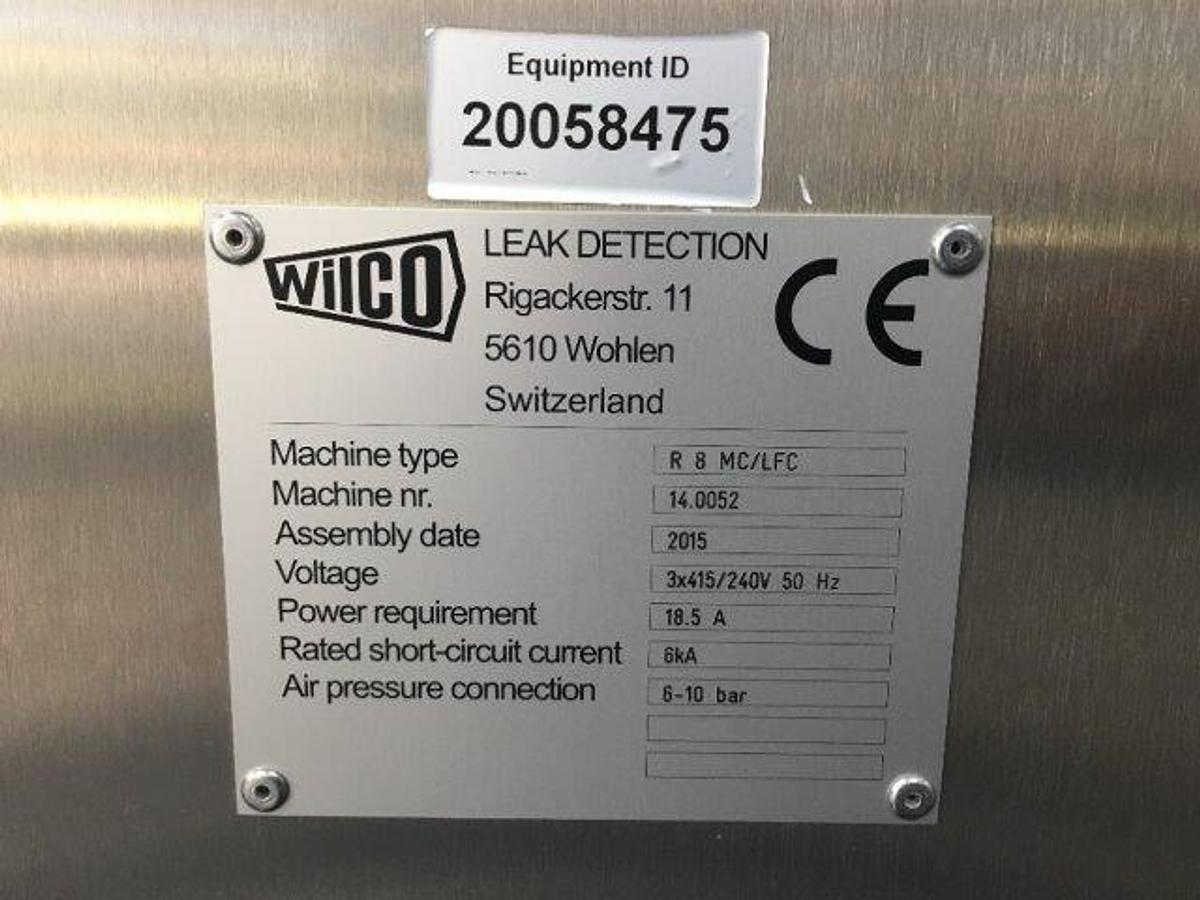 Equipment ID
20058475
WilCO
LEAK DETECTION
Rigackerstr. 11
5610 Wohlen
Switzerland
CE
Machine type R 8 MC/LFC
Machine nr. 14.0052
Assembly date 2015
Voltage 3x415/240V 50 Hz
Power requirement 18.5 A
Rated short-circuit current 6kA
Air pressure connection 6-10 bar